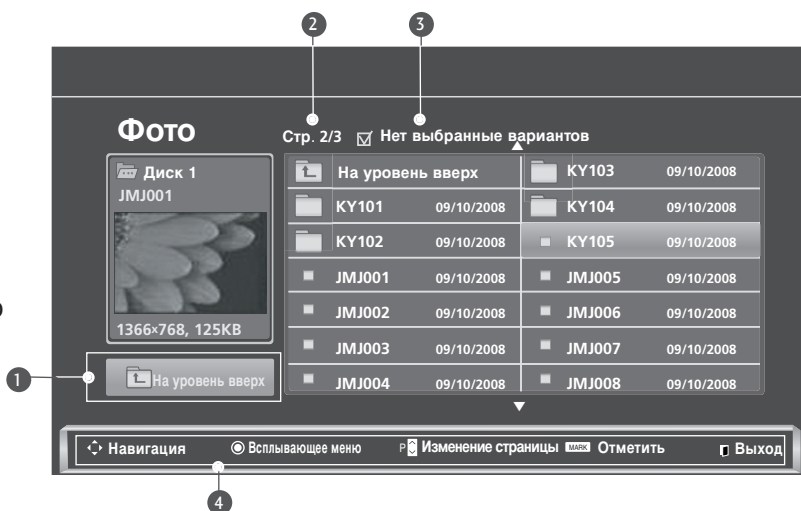 2 3
Фото
Стр. 2/3 Нет выбранные вариантов
Диск 1
JMJ001
1366×768, 125KB
На уровень вверх
KY101 09/10/2008
KY102 09/10/2008
JMJ001 09/10/2008
JMJ002 09/10/2008
JMJ003 09/10/2008
JMJ004 09/10/2008
KY103 09/10/2008
KY104 09/10/2008
KY105 09/10/2008
JMJ005 09/10/2008
JMJ006 09/10/2008
JMJ007 09/10/2008
JMJ008 09/10/2008
1
На уровень вверх
Навигация Всплывающее меню P Изменение страницы MARK Отметить Выход
4